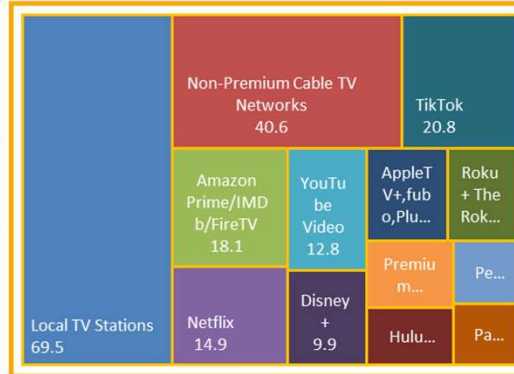 Non-Premium Cable TV
Networks
40.6
TikTok
20.8
Amazon
Prime/IMD
b/FireTV
18.1
YouTu
be
Video
12.8
AppleT
V+,fub
o,Plu...
Roku
+ The
Rok...
Premiu
m...
Pe...
Local TV Stations
69.5
Netflix
14.9
Disney
+
9.9
Hulu...
Pa...